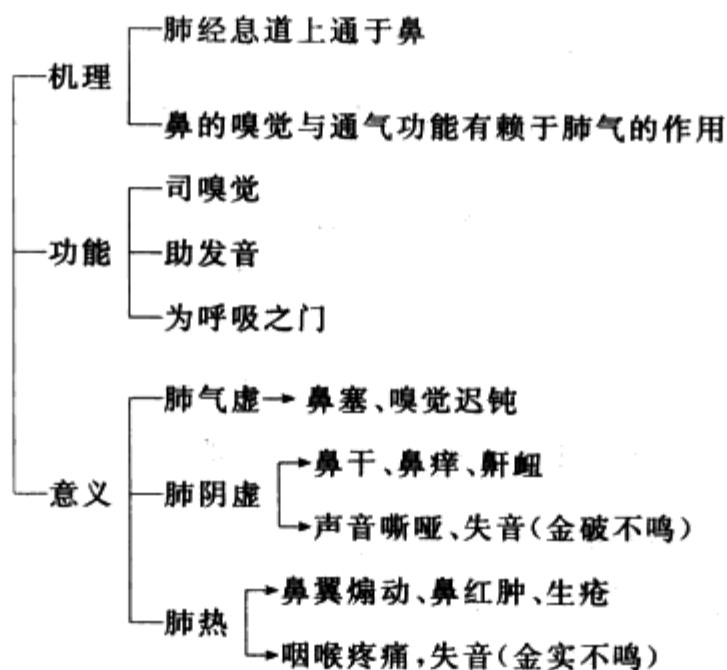 肺经息道上通于鼻
机理
鼻的嗅觉与通气功能有赖于肺气的作用
司嗅觉
功能
助发音
为呼吸之门
肺气虚→鼻塞、嗅觉迟钝
鼻干、鼻痒、鼾衄
意义
肺阴虚
声音嘶哑、失音(金破不鸣)
鼻翼煽动、鼻红肿、生疮
肺热
咽喉疼痛,失音(金实不鸣)